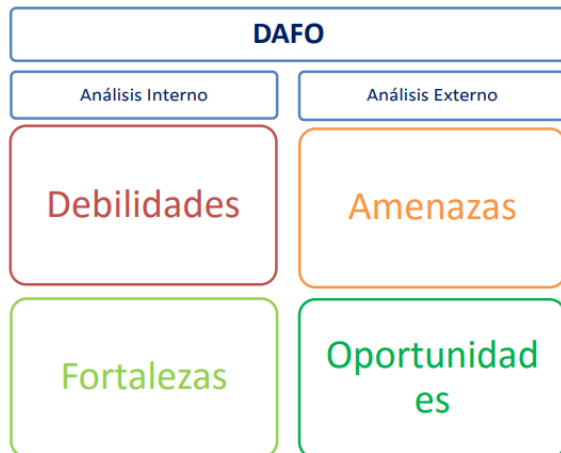 DAFO
Análisis Interno
Análisis Externo
Debilidades
Amenazas
Fortalezas
Oportunidad
es